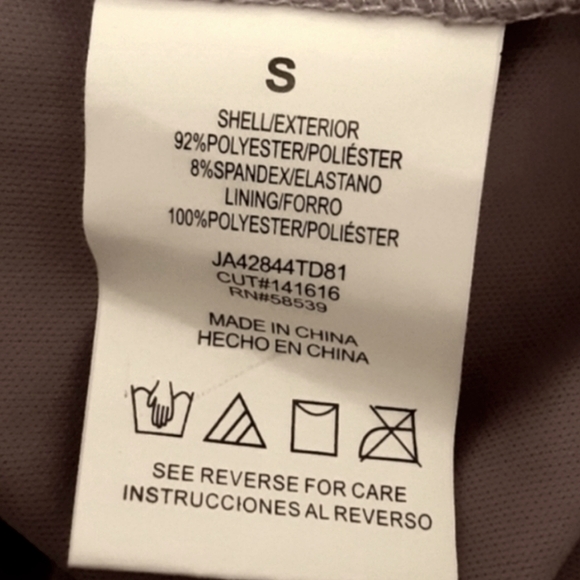 S
SHELL/EXTERIOR
92%POLYESTER/POLIÉSTER
8%SPANDEX/ELASTANO
LINING/FORRO
100%POLYESTER/POLIÉSTER
JA42844TD81
CUT#141616
RN#58539
MADE IN CHINA
HECHO EN CHINA
SEE REVERSE FOR CARE
INSTRUCCIONES AL REVERSO